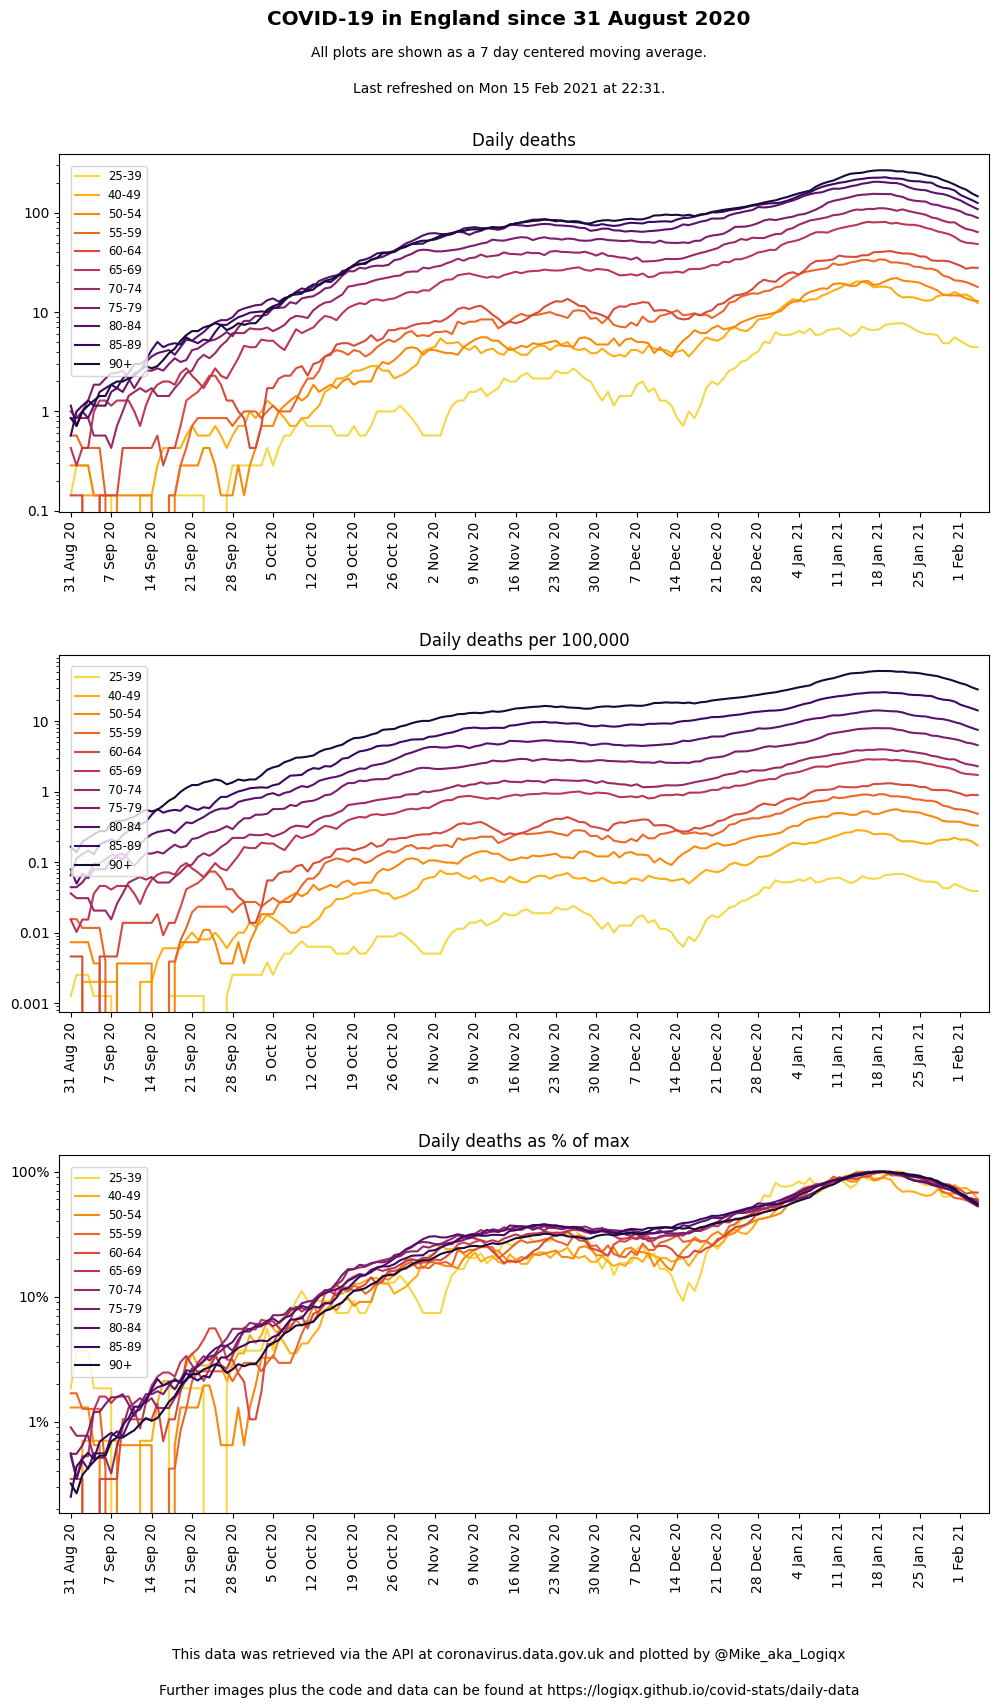 COVID-19 in England since 31 August 2020
All plots are shown as a 7 day centered moving average.
Last refreshed on Mon 15 Feb 2021 at 22:31.
Daily deaths
25-39
40-49
50-54
55-59
60-64
65-69
70-74
75-79
80-84
85-89
90+
100
10
1
0.1
31 Aug 20
7 Sep 20
14 Sep 20
21 Sep 20
28 Sep 20
5 Oct 20
12 Oct 20
19 Oct 20
26 Oct 20
2 Nov 20
9 Nov 20
16 Nov 20
23 Nov 20
30 Nov 20
7 Dec 20
14 Dec 20
21 Dec 20
28 Dec 20
4 Jan 21
11 Jan 21
18 Jan 21
25 Jan 21
1 Feb 21
Daily deaths per 100,000
25-39
40-49
50-54
55-59
60-64
65-69
70-74
75-79
80-84
85-89
90+
10
1
0.1
0.01
0.001
31 Aug 20
7 Sep 20
14 Sep 20
21 Sep 20
28 Sep 20
5 Oct 20
12 Oct 20
19 Oct 20
26 Oct 20
2 Nov 20
9 Nov 20
16 Nov 20
23 Nov 20
30 Nov 20
7 Dec 20
14 Dec 20
21 Dec 20
28 Dec 20
4 Jan 21
11 Jan 21
18 Jan 21
25 Jan 21
1 Feb 21
Daily deaths as % of max
25-39
40-49
50-54
55-59
60-64
65-69
70-74
75-79
80-84
85-89
90+
100%
10%
1%
31 Aug 20
7 Sep 20
14 Sep 20
21 Sep 20
28 Sep 20
5 Oct 20
12 Oct 20
19 Oct 20
26 Oct 20
2 Nov 20
9 Nov 20
16 Nov 20
23 Nov 20
30 Nov 20
7 Dec 20
14 Dec 20
21 Dec 20
28 Dec 20
4 Jan 21
11 Jan 21
18 Jan 21
25 Jan 21
1 Feb 21
This data was retrieved via the API at coronavirus.data.gov.uk and plotted by @Mike_aka_Logiqx
Further images plus the code and data can be found at https://logiqx.github.io/covid-stats/daily-data